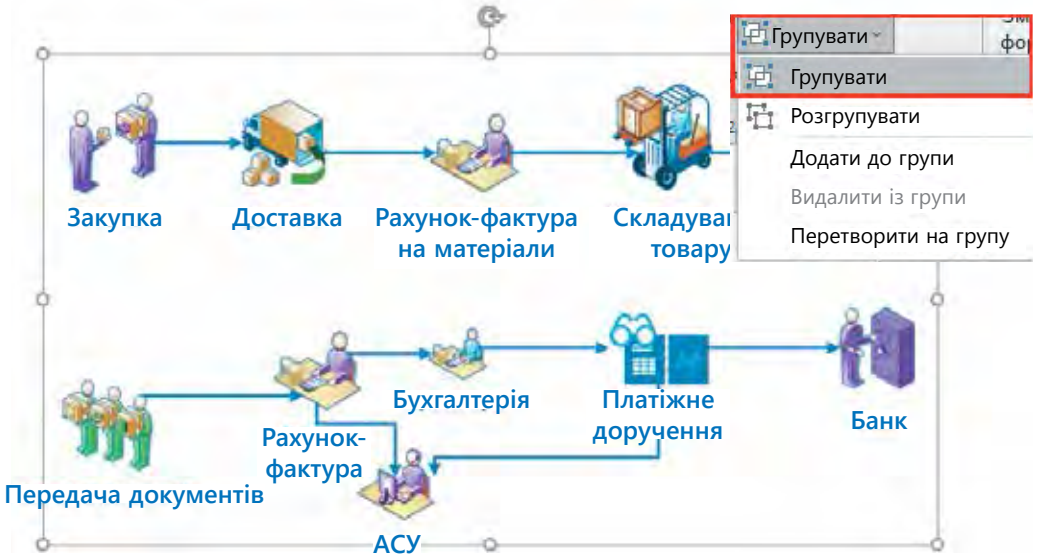 Групувати
Групувати
Розгрупувати
Додати до групи
Видалити із групи
Перетворити на групу
Закупка
Доставка
Рахунок-фактура
на матеріали
товару
Бухгалтерія
Платіжне
доручення
Банк
Рахунок-
фактура
Передача документів
АСУ